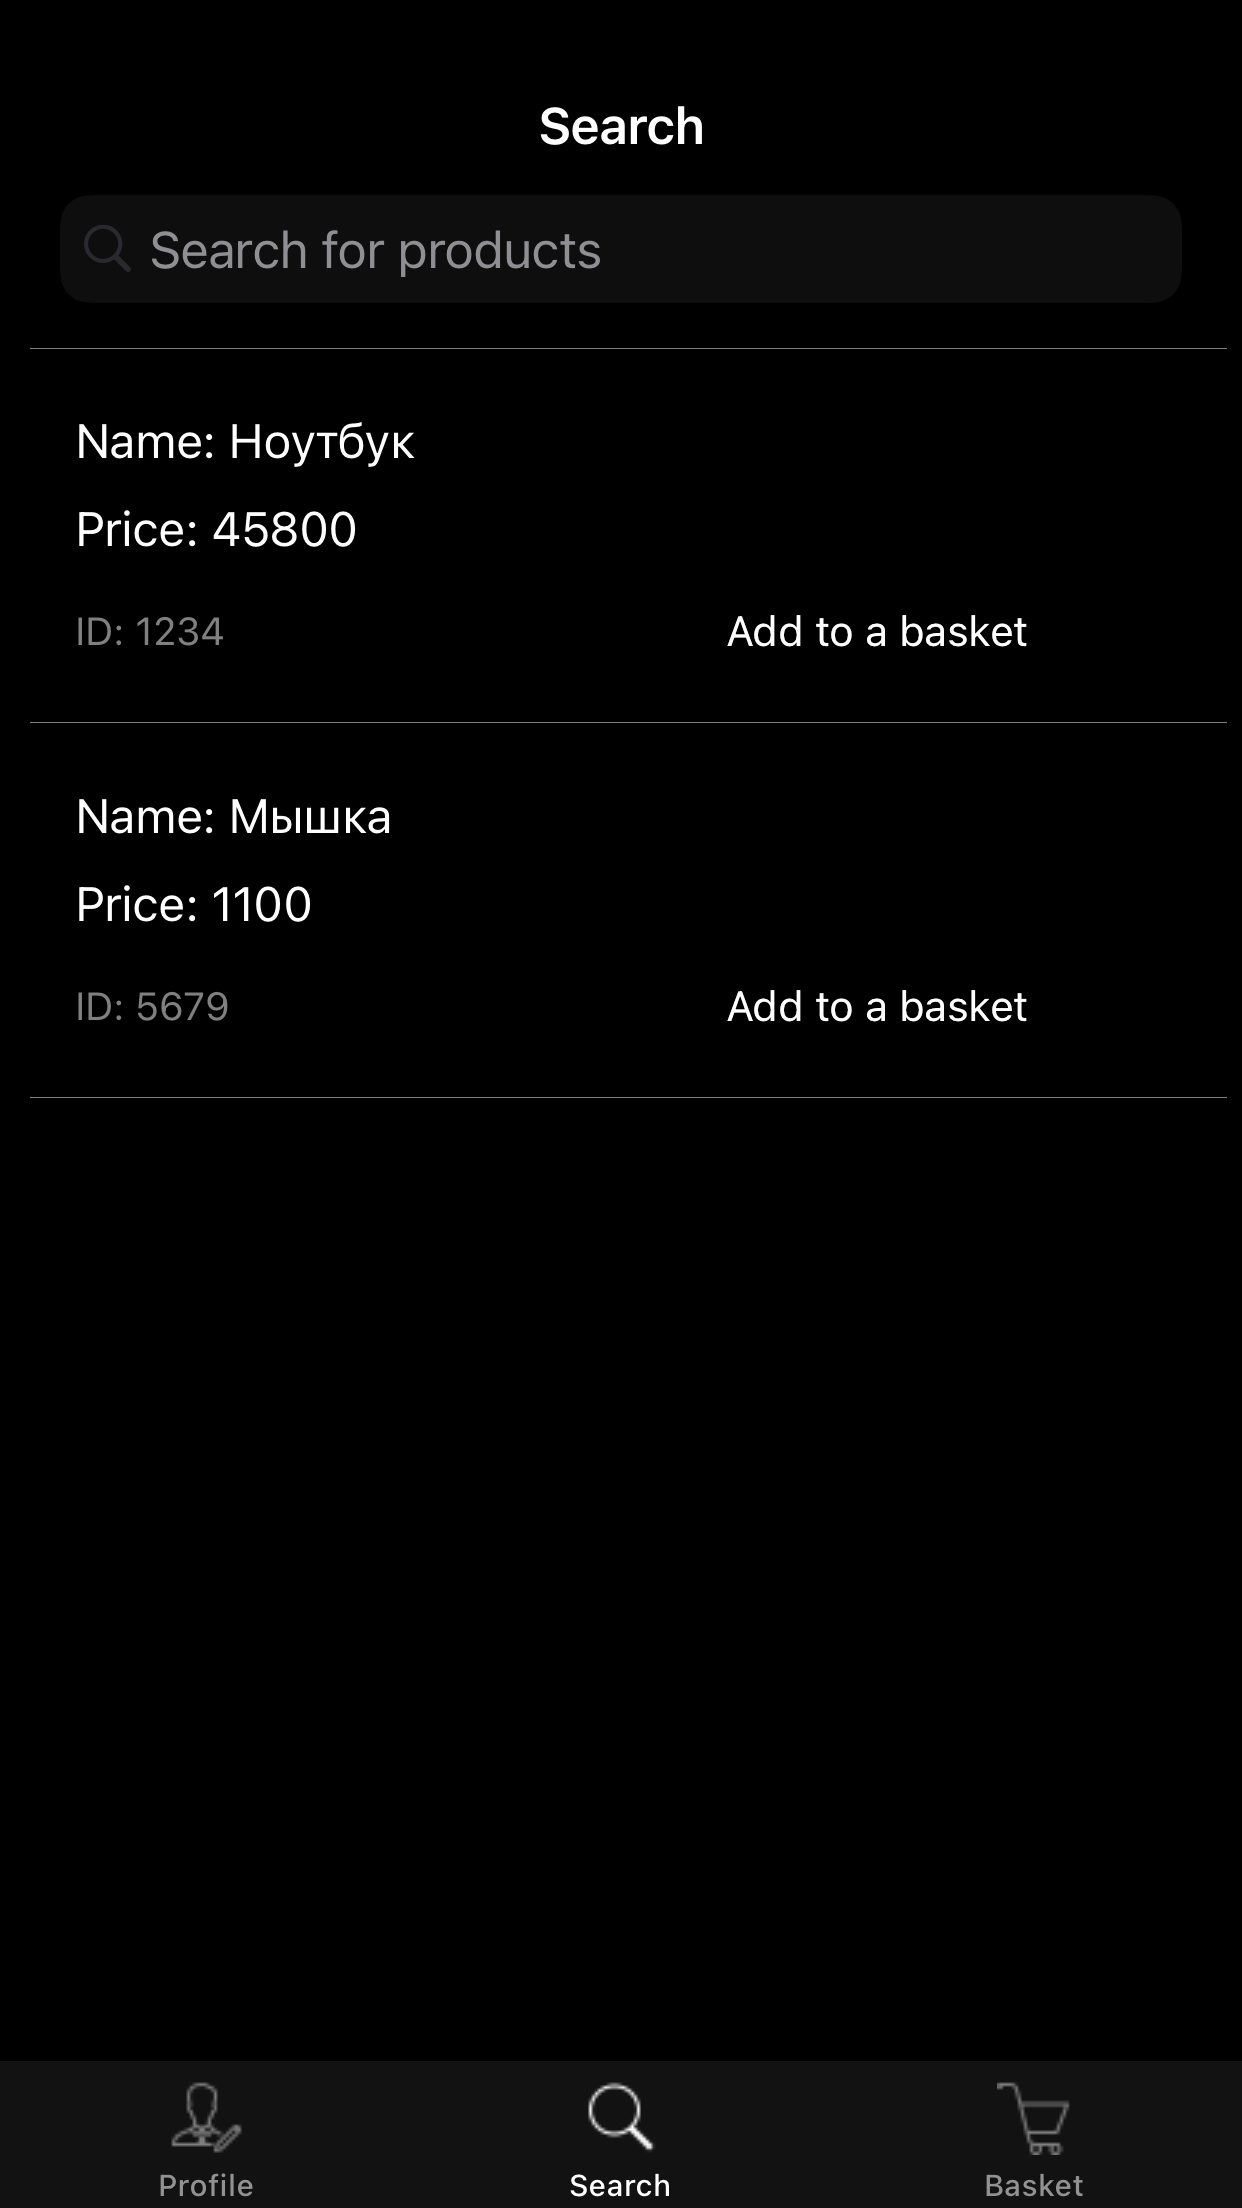 Search
Search for products
Name: Ноутбук
Price: 45800
ID: 1234
Add to a basket
Name: Мышка
Price: 1100
ID: 5679
Add to a basket
Profile
Search
Basket